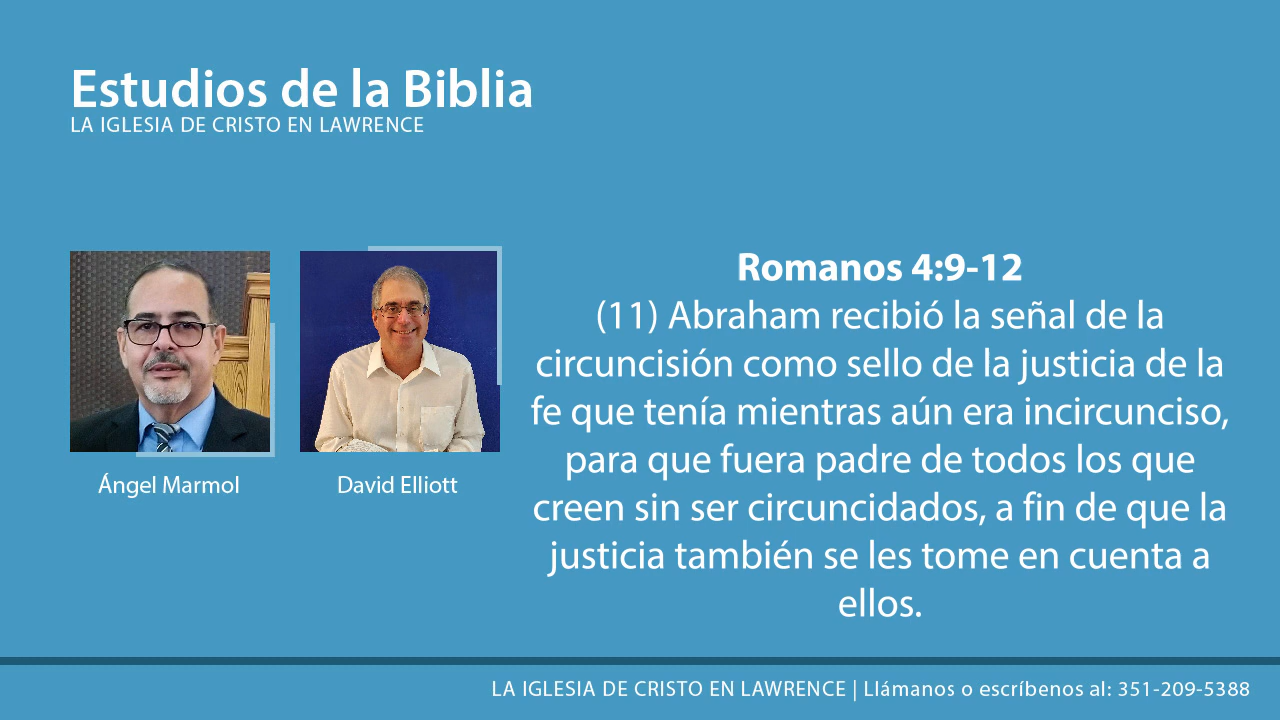 Estudios de la Biblia
LA IGLESIA DE CRISTO EN LAWRENCE
Ángel Marmol
David Elliott
Romanos 4:9-12
(11) Abraham recibió la señal de la
circuncisión como sello de la justicia de la
fe que tenía mientras aún era incircunciso,
para que fuera padre de todos los que
creen sin ser circuncidados, a fin de que la
justicia también se les tome en cuenta a
ellos.
LA IGLESIA DE CRISTO EN LAWRENCE | Llámanos o escríbenos al: 351-209-5388